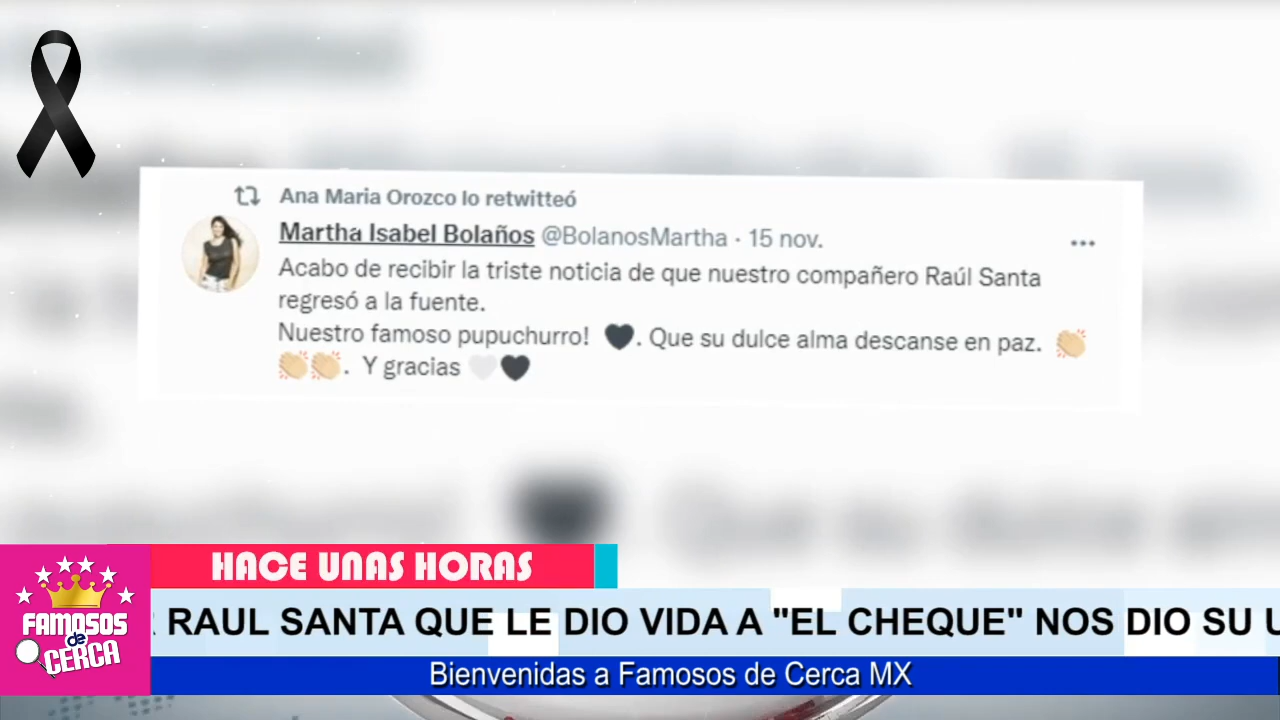 Ana Maria Orozco lo retwitteó
Martha Isabel Bolaños @BolanosMartha · 15 nov.
Acabo de recibir la triste noticia de que nuestro compañero Raúl Santa
regresó a la fuente.
Nuestro famoso pupuchurro! 🖤. Que su dulce alma descanse en paz. 👏🏼
👏🏼👏🏼. Y gracias 🤍🖤
HACE UNAS HORAS
FAMOSOS
de
CERCA
RAUL SANTA QUE LE DIO VIDA A "EL CHEQUE" NOS DIO SU
Bienvenidas a Famosos de Cerca MX